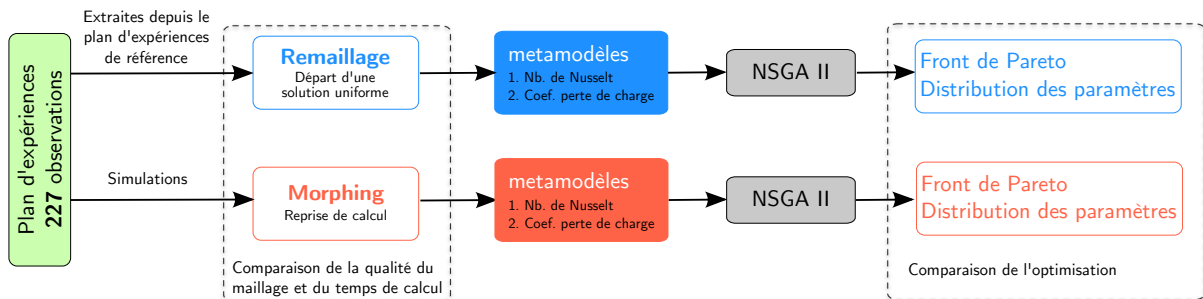 Plan d'expériences
227 observations
Extraites depuis le
plan d'expériences
de référence
Remaillage
Départ d'une
solution uniforme
metamodèles
1. Nb. de Nusselt
2. Coef. perte de charge
NSGA II
Front de Pareto
Distribution des paramètres
Simulations
Morphing
Reprise de calcul
metamodèles
1. Nb. de Nusselt
2. Coef. perte de charge
NSGA II
Front de Pareto
Distribution des paramètres
Comparaison de la qualité du
maillage et du temps de calcul
Comparaison de l'optimisation